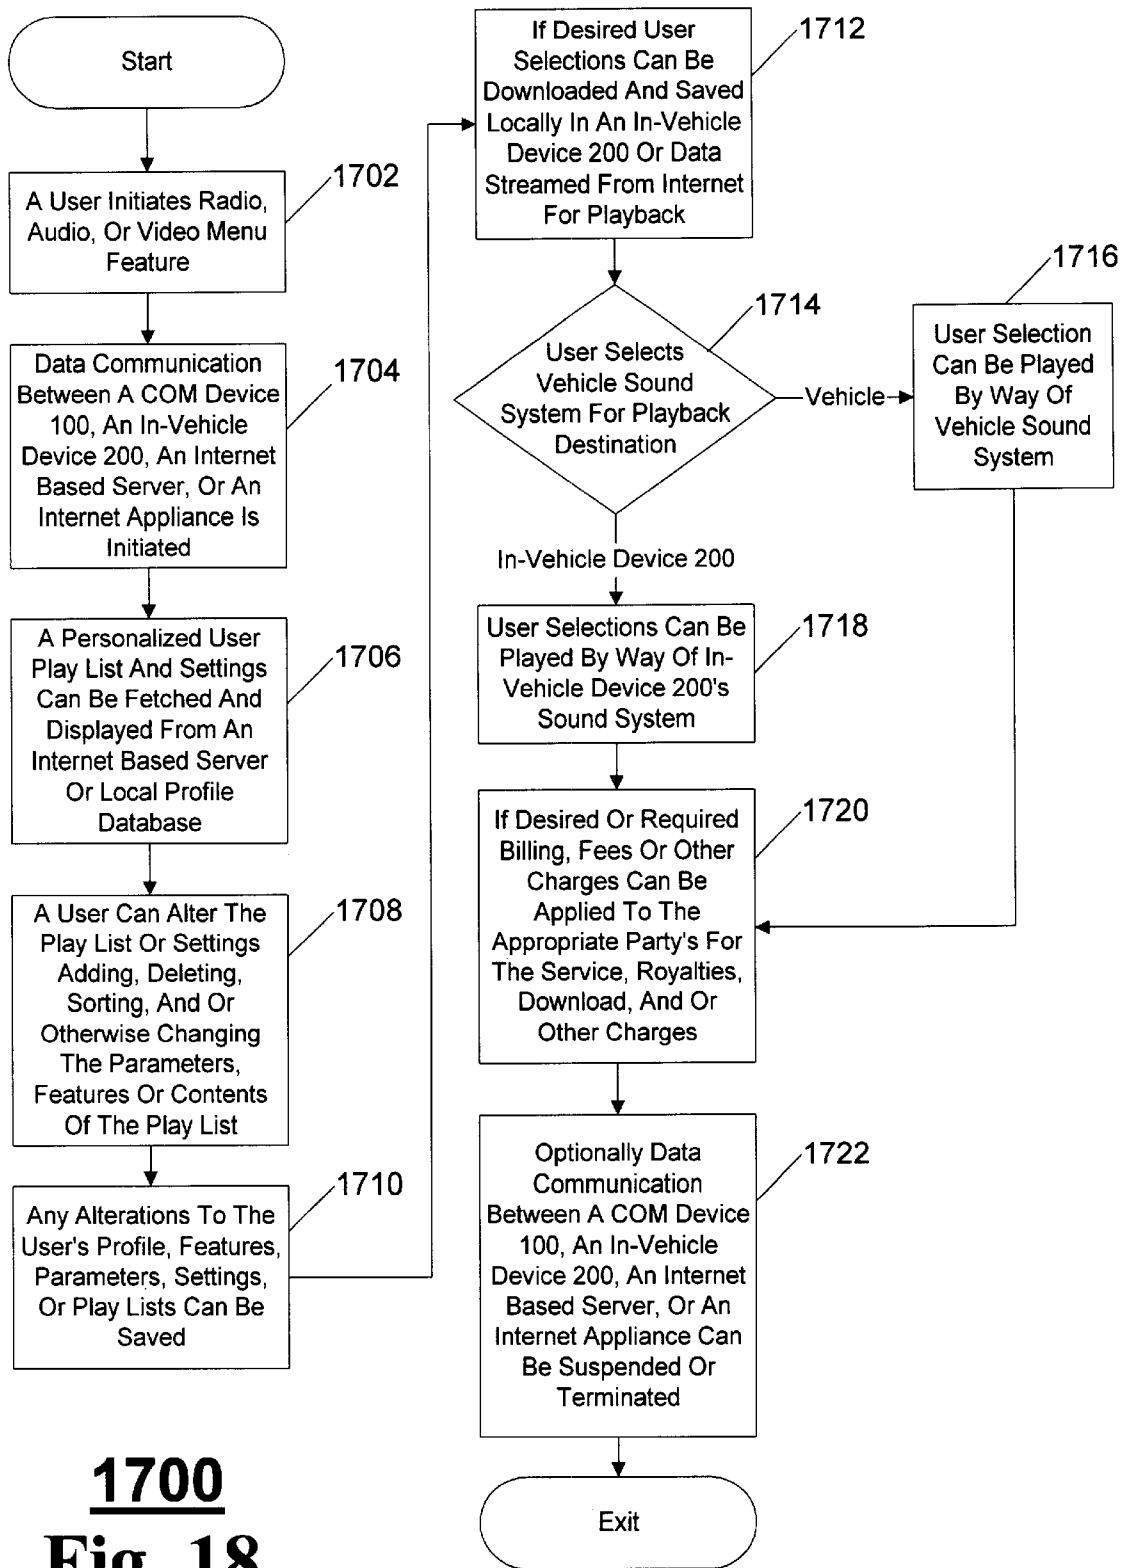 Start
1702
A User Initiates Radio,
Audio, Or Video Menu
Feature
1704
Data Communication
Between A COM Device
100, An In-Vehicle
Device 200, An Internet
Based Server, Or An
Internet Appliance Is
Initiated
1706
A Personalized User
Play List And Settings
Can Be Fetched And
Displayed From An
Internet Based Server
Or Local Profile
Database
1708
A User Can Alter The
Play List Or Settings
Adding, Deleting,
Sorting, And Or
Otherwise Changing
The Parameters,
Features Or Contents
Of The Play List
1710
Any Alterations To The
User's Profile, Features,
Parameters, Settings,
Or Play Lists Can Be
Saved
1712
If Desired User
Selections Can Be
Downloaded And Saved
Locally In An In-Vehicle
Device 200 Or Data
Streamed From Internet
For Playback
1714
User Selects
Vehicle Sound
System For Playback
Destination
Vehicle
1716
User Selection
Can Be Played
By Way Of
Vehicle Sound
System
In-Vehicle Device 200
1718
User Selections Can Be
Played By Way Of In-
Vehicle Device 200's
Sound System
1720
If Desired Or Required
Billing, Fees Or Other
Charges Can Be
Applied To The
Appropriate Party's For
The Service, Royalties,
Download, And Or
Other Charges
1722
Optionally Data
Communication
Between A COM Device
100, An In-Vehicle
Device 200, An Internet
Based Server, Or An
Internet Appliance Can
Be Suspended Or
Terminated
Exit
1700
Fig. 18